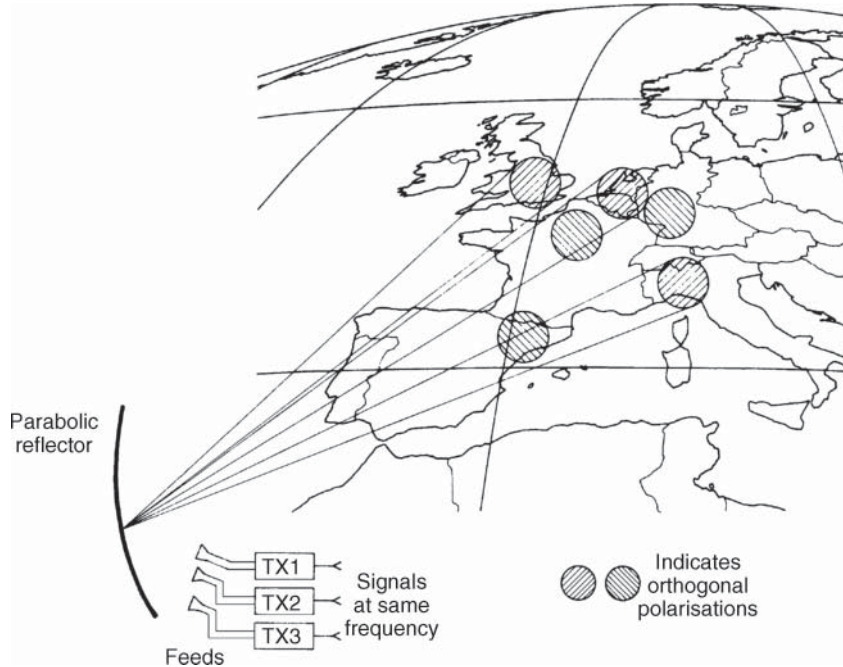 Parabolic
reflector
TX1
TX2
TX3
Feeds
Signals
at same
frequency
Indicates
orthogonal
polarisations